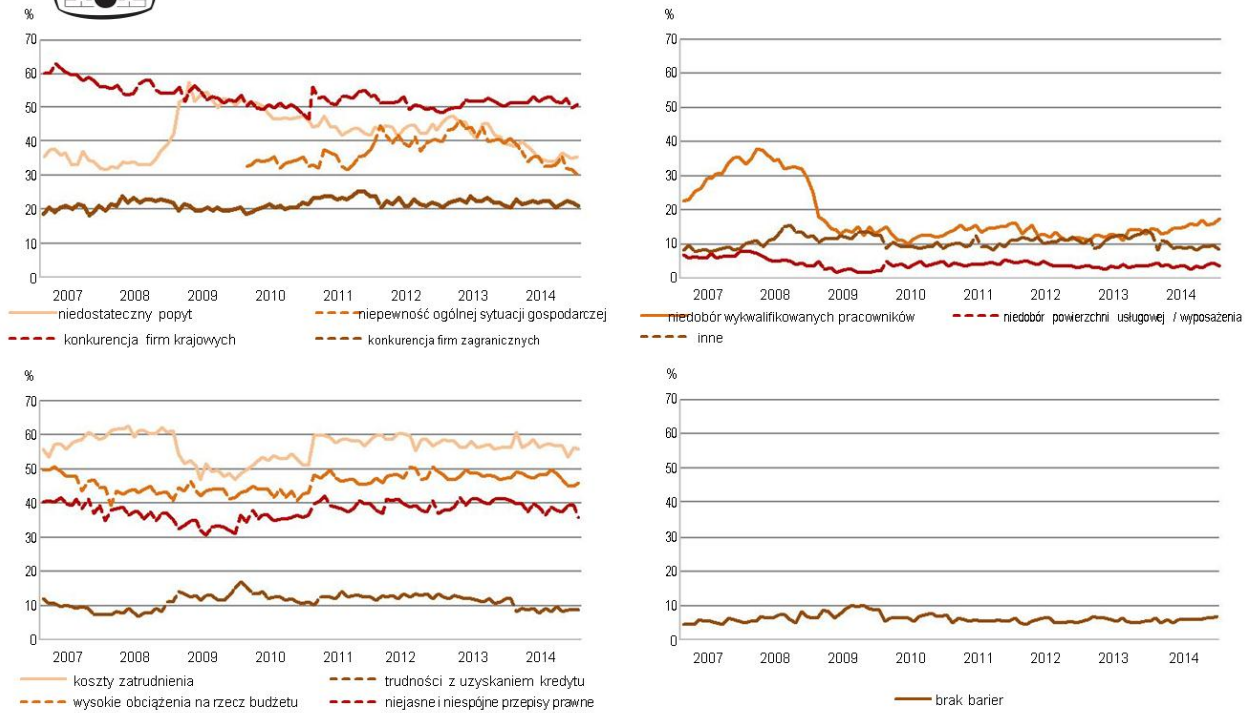 %
70
60
50
40
30
20
10
0
2007 2008 2009 2010 2011 2012 2013 2014
niedostateczny popyt
niepewność ogólnej sytuacji gospodarczej
konkurencja firm krajowych
konkurencja firm zagranicznych
%
70
60
50
40
30
20
10
0
2007 2008 2009 2010 2011 2012 2013 2014
niedobór wykwalifikowanych pracowników
niedobór powierzchni usługowej / wyposażenia
inne
%
70
60
50
40
30
20
10
0
2007 2008 2009 2010 2011 2012 2013 2014
koszty zatrudnienia
trudności z uzyskaniem kredytu
wysokie obciążenia na rzecz budżetu
niejasne i niespójne przepisy prawne
%
70
60
50
40
30
20
10
0
2007 2008 2009 2010 2011 2012 2013 2014
brak barier